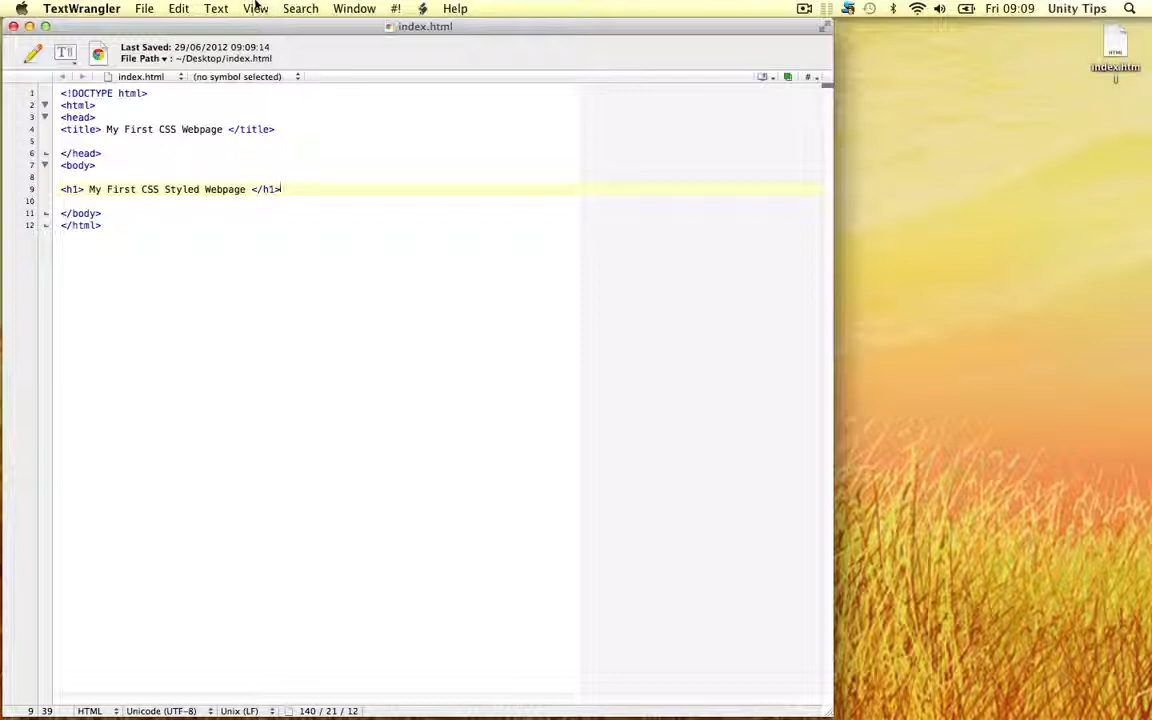 TextWrangler File Edit Text View Search Window #! Help Fri 09:09 Unity Tips
index.html
Last Saved: 29/06/2012 09:09:14
File Path ▾ : ~/Desktop/index.html
index.html (no symbol selected) #
1 <!DOCTYPE html>
2 <html>
3 <head>
4 <title> My First CSS Webpage </title>
5
6 </head>
7 <body>
8
9 <h1> My First CSS Styled Webpage </h1>
10
11 </body>
12 </html>
9 39 HTML Unicode (UTF-8) Unix (LF) 140 / 21 / 12
HTML
index.htm
l